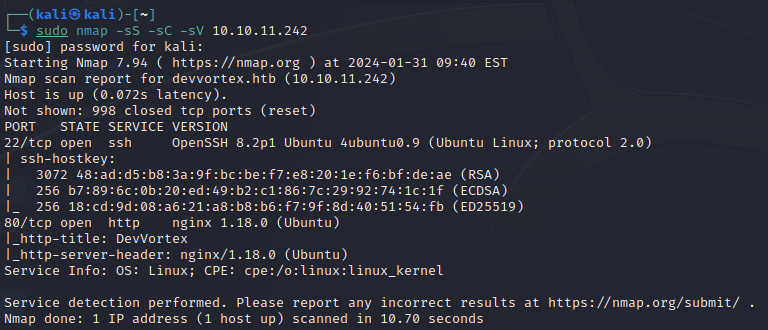 ┌──(kali㉿kali)-[~]
└─$ sudo nmap -sS -sC -sV 10.10.11.242
[sudo] password for kali:
Starting Nmap 7.94 ( https://nmap.org ) at 2024-01-31 09:40 EST
Nmap scan report for devvortex.htb (10.10.11.242)
Host is up (0.072s latency).
Not shown: 998 closed tcp ports (reset)
PORT   STATE SERVICE VERSION
22/tcp open  ssh     OpenSSH 8.2p1 Ubuntu 4ubuntu0.9 (Ubuntu Linux; protocol 2.0)
| ssh-hostkey:
|   3072 48:ad:d5:b8:3a:9f:bc:be:f7:e8:20:1e:f6:bf:de:ae (RSA)
|   256 b7:89:6c:0b:20:ed:49:b2:c1:86:7c:29:92:74:1c:1f (ECDSA)
|_  256 18:cd:9d:08:a6:21:a8:b8:b6:f7:9f:8d:40:51:54:fb (ED25519)
80/tcp open  http    nginx 1.18.0 (Ubuntu)
|_http-title: DevVortex
|_http-server-header: nginx/1.18.0 (Ubuntu)
Service Info: OS: Linux; CPE: cpe:/o:linux:linux_kernel

Service detection performed. Please report any incorrect results at https://nmap.org/submit/ .
Nmap done: 1 IP address (1 host up) scanned in 10.70 seconds